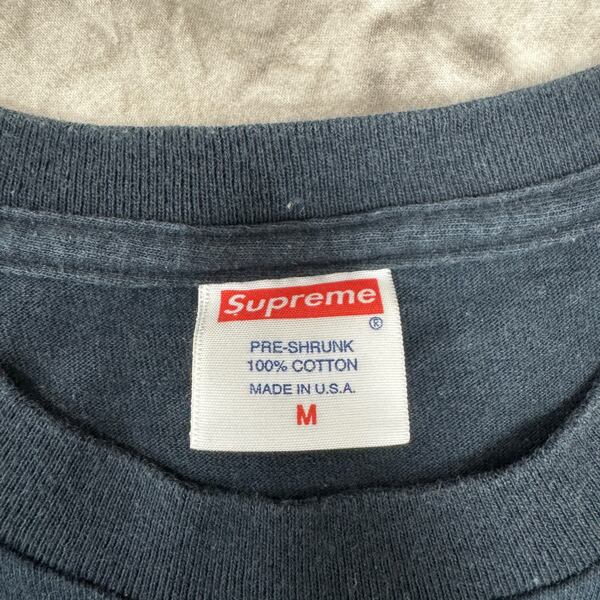 Supreme
®
PRE-SHRUNK
100% COTTON
MADE IN U.S.A.
M